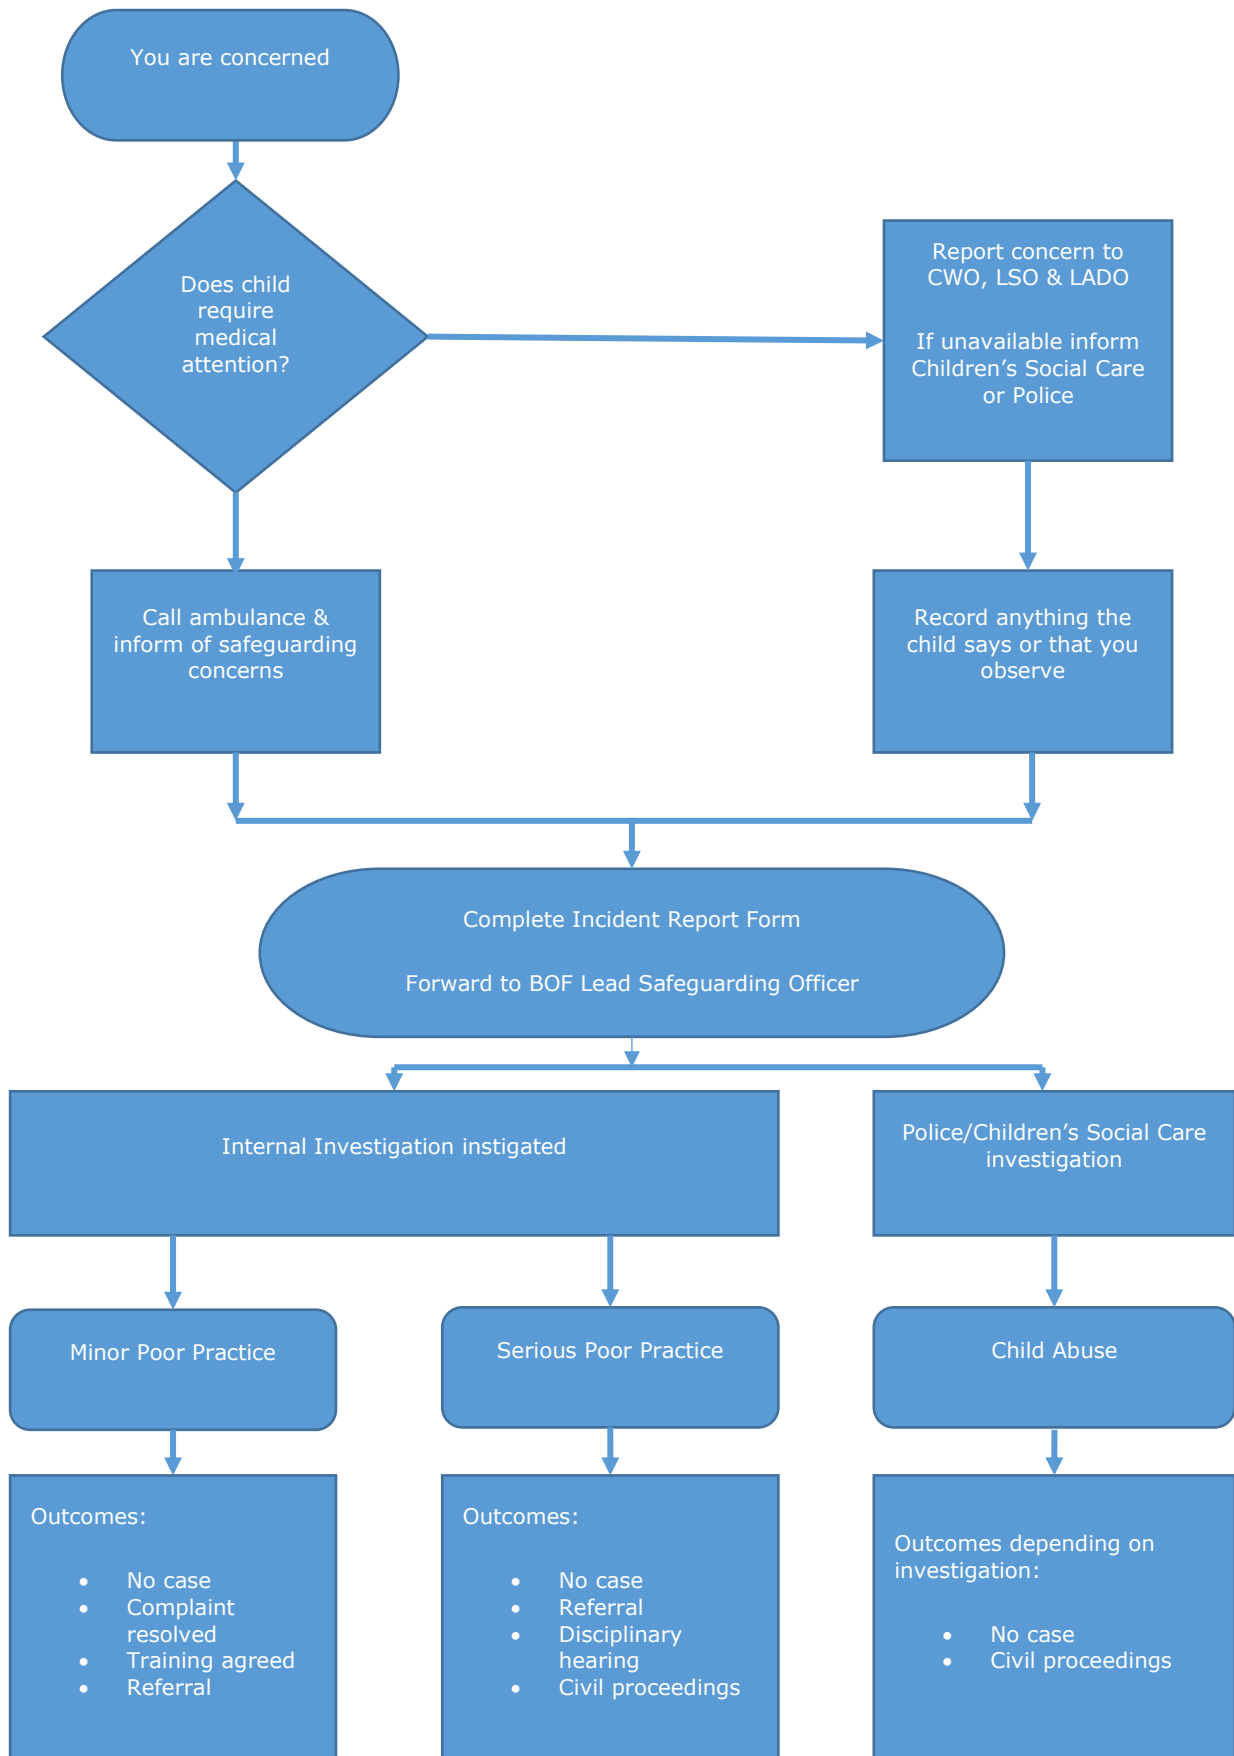 You are concerned
Does child
require
medical
attention?
Report concern to
CWO, LSO & LADO
If unavailable inform
Children’s Social Care
or Police
Call ambulance &
inform of safeguarding
concerns
Record anything the
child says or that you
observe
Complete Incident Report Form
Forward to BOF Lead Safeguarding Officer
Internal Investigation instigated
Police/Children’s Social Care
investigation
Minor Poor Practice
Serious Poor Practice
Child Abuse
Outcomes:
• No case
• Complaint
resolved
• Training agreed
• Referral
Outcomes:
• No case
• Referral
• Disciplinary
hearing
• Civil proceedings
Outcomes depending on
investigation:
• No case
• Civil proceedings